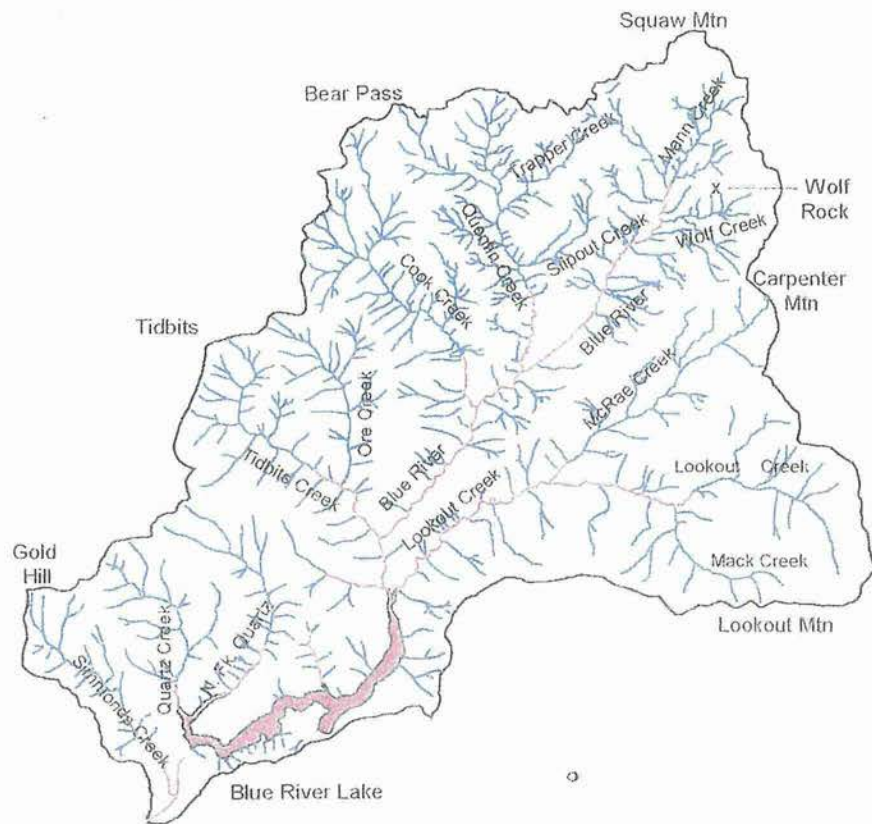 Squaw Mtn
Bear Pass
Trapper Creek
Mann Creek
X
Wolf
Rock
Quentin Creek
Slipout Creek
Wolf Creek
Cook Creek
Carpenter
Mtn
Tidbits
Blue River
McRae Creek
Ore Creek
Tidbits Creek
Blue River
Lookout Creek
Lookout Creek
Gold
Hill
Mack Creek
Lookout Mtn
Quartz Creek
N. Fk. Quartz
Simmonds Creek
Blue River Lake